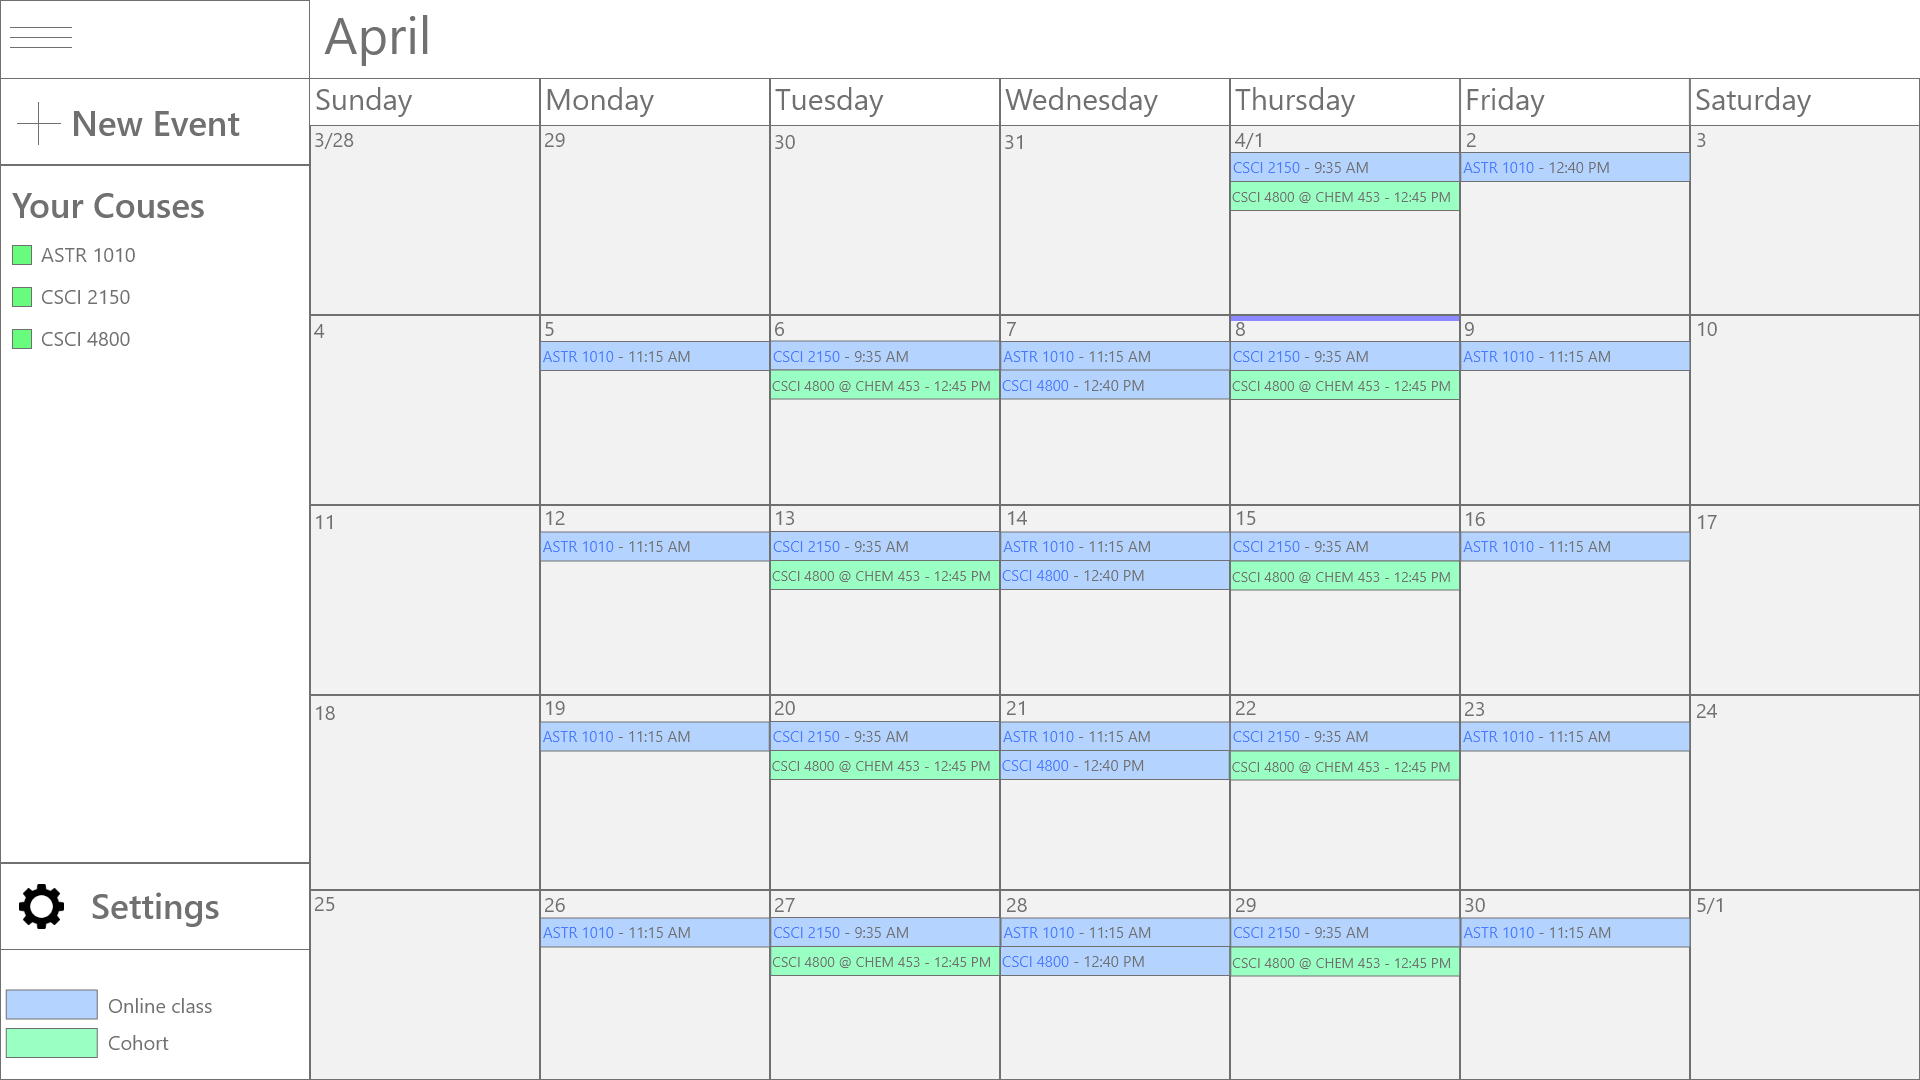 April
New Event
Your Couses
ASTR 1010
CSCI 2150
CSCI 4800
Settings
Online class
Cohort
Sunday Monday Tuesday Wednesday Thursday Friday Saturday
3/28 29 30 31 4/1 2 3
CSCI 2150 - 9:35 AM ASTR 1010 - 12:40 PM
CSCI 4800 @ CHEM 453 - 12:45 PM
4 5 6 7 8 9 10
ASTR 1010 - 11:15 AM CSCI 2150 - 9:35 AM ASTR 1010 - 11:15 AM CSCI 2150 - 9:35 AM ASTR 1010 - 11:15 AM
CSCI 4800 @ CHEM 453 - 12:45 PM CSCI 4800 - 12:40 PM CSCI 4800 @ CHEM 453 - 12:45 PM
11 12 13 14 15 16 17
ASTR 1010 - 11:15 AM CSCI 2150 - 9:35 AM ASTR 1010 - 11:15 AM CSCI 2150 - 9:35 AM ASTR 1010 - 11:15 AM
CSCI 4800 @ CHEM 453 - 12:45 PM CSCI 4800 - 12:40 PM CSCI 4800 @ CHEM 453 - 12:45 PM
18 19 20 21 22 23 24
ASTR 1010 - 11:15 AM CSCI 2150 - 9:35 AM ASTR 1010 - 11:15 AM CSCI 2150 - 9:35 AM ASTR 1010 - 11:15 AM
CSCI 4800 @ CHEM 453 - 12:45 PM CSCI 4800 - 12:40 PM CSCI 4800 @ CHEM 453 - 12:45 PM
25 26 27 28 29 30 5/1
ASTR 1010 - 11:15 AM CSCI 2150 - 9:35 AM ASTR 1010 - 11:15 AM CSCI 2150 - 9:35 AM ASTR 1010 - 11:15 AM
CSCI 4800 @ CHEM 453 - 12:45 PM CSCI 4800 - 12:40 PM CSCI 4800 @ CHEM 453 - 12:45 PM